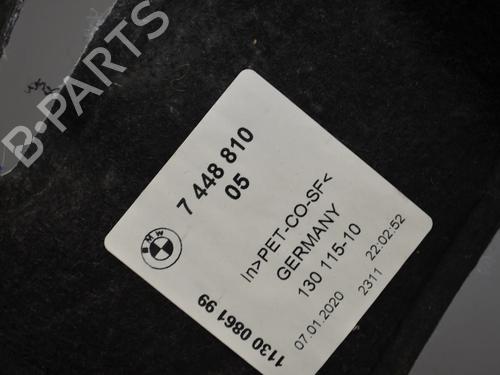 B-PARTS
BMW
7 448 810
05
1130 0861 99
In>PET-CO-SF<
GERMANY
130 115-10
07.01.2020 2311 22:02:52